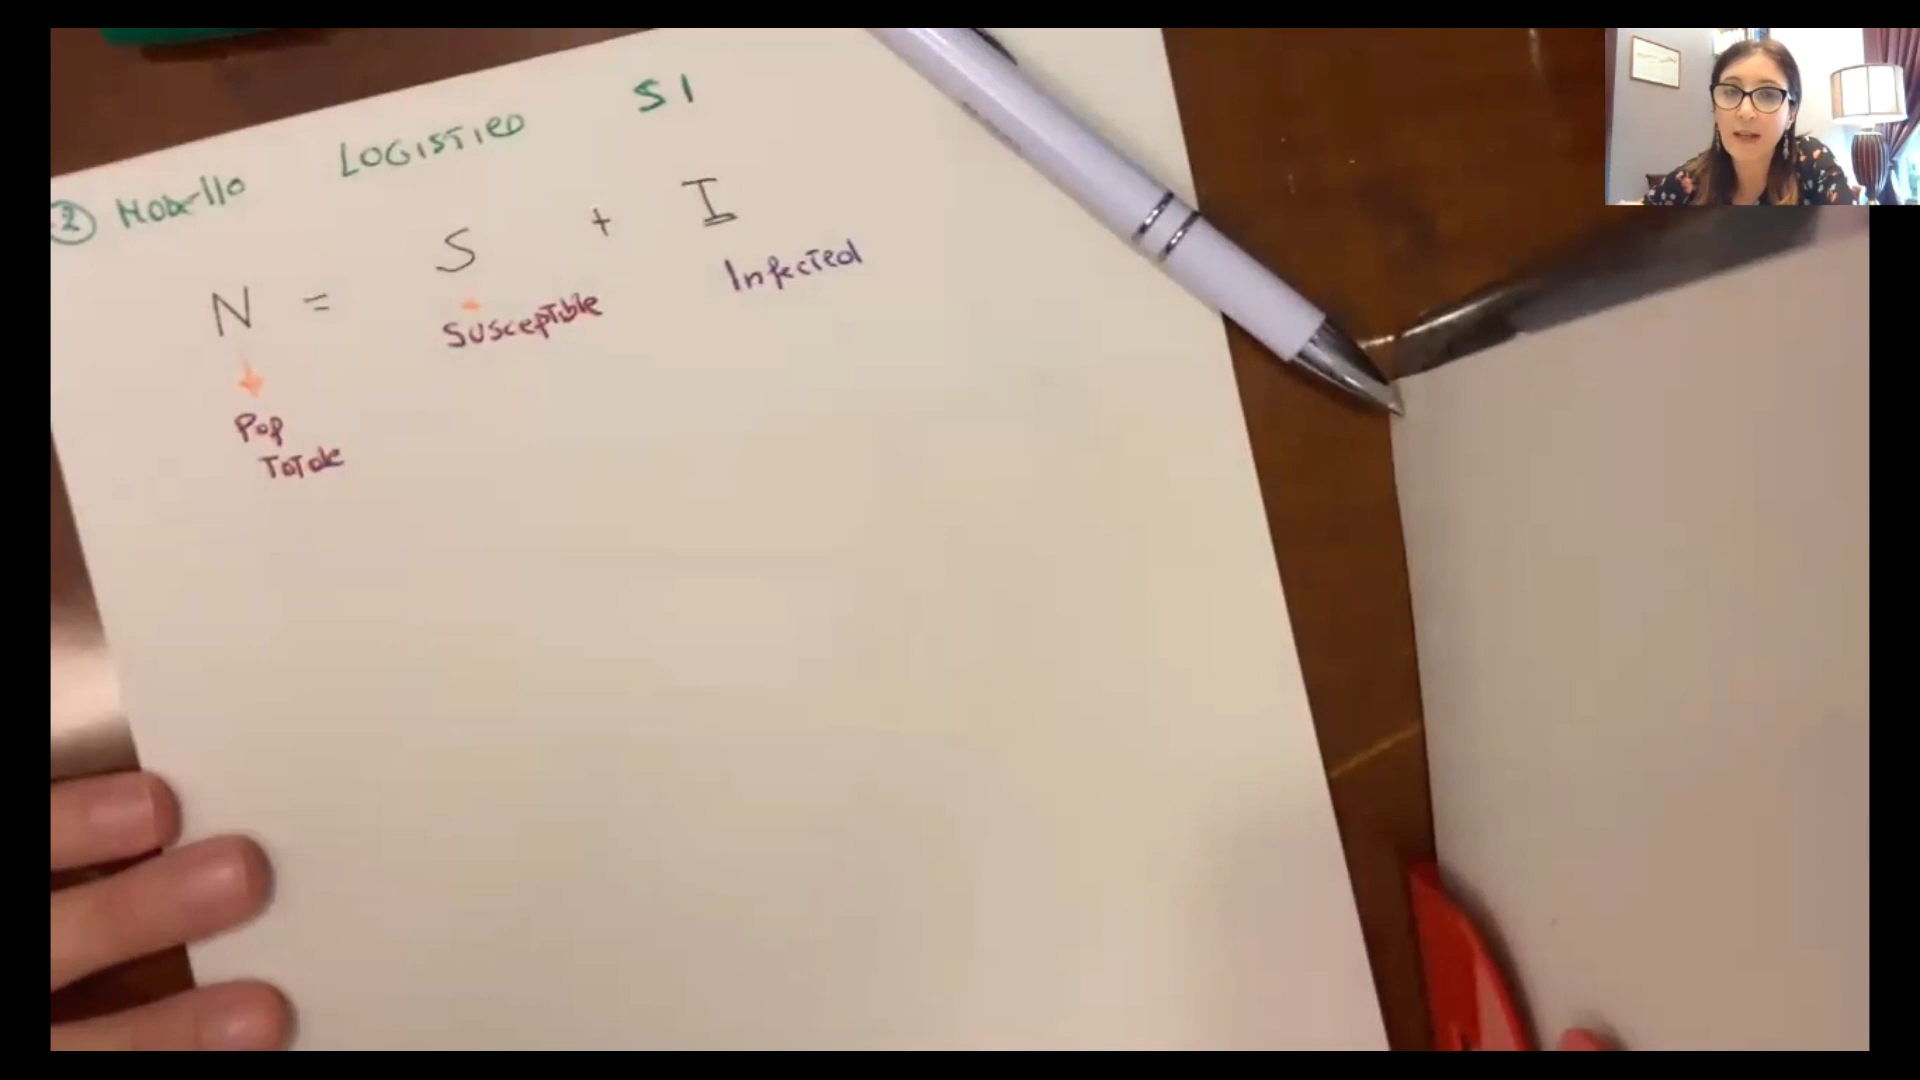 ② Modello LOGISTICO SI
N = S + I
Susceptible Infected
Pop
Totale